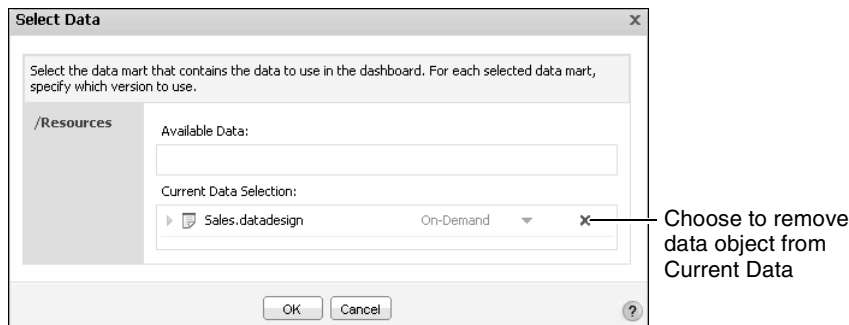 Select Data
x
Select the data mart that contains the data to use in the dashboard. For each selected data mart,
specify which version to use.
/Resources
Available Data:
Current Data Selection:
Sales.datadesign On-Demand x
Choose to remove
data object from
Current Data
OK Cancel ?